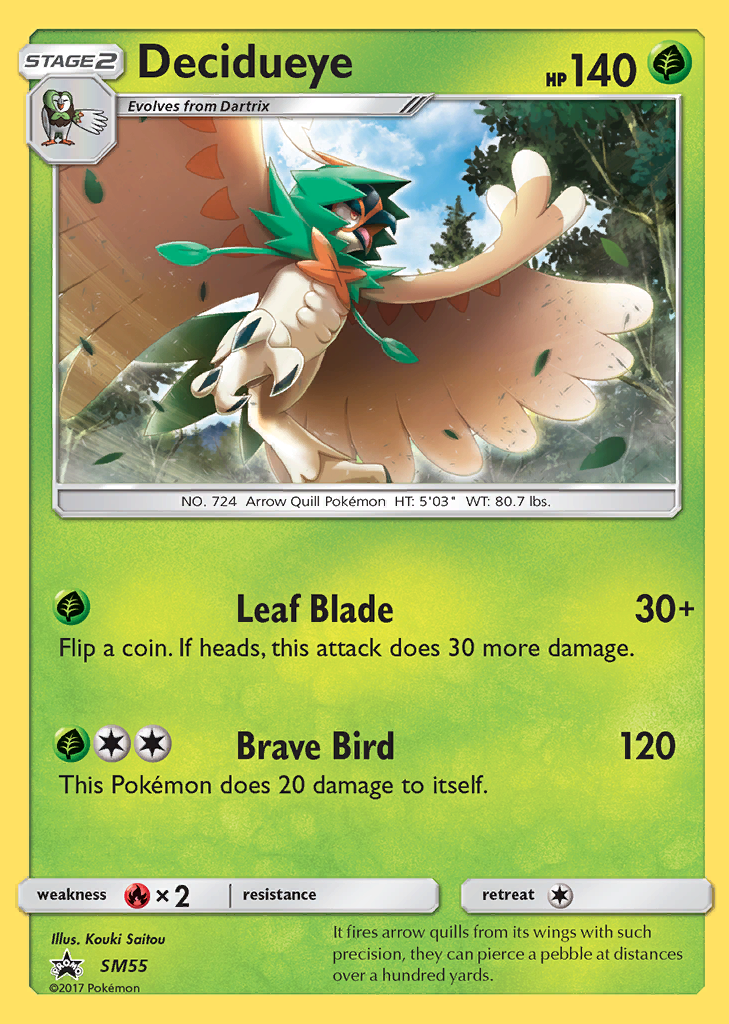 STAGE2 Decidueye HP 140
Evolves from Dartrix
NO. 724 Arrow Quill Pokémon HT: 5'03" WT: 80.7 lbs.
Leaf Blade 30+
Flip a coin. If heads, this attack does 30 more damage.
Brave Bird 120
This Pokémon does 20 damage to itself.
weakness × 2 resistance retreat
Illus. Kouki Saitou
PROMO SM55
©2017 Pokémon
It fires arrow quills from its wings with such
precision, they can pierce a pebble at distances
over a hundred yards.